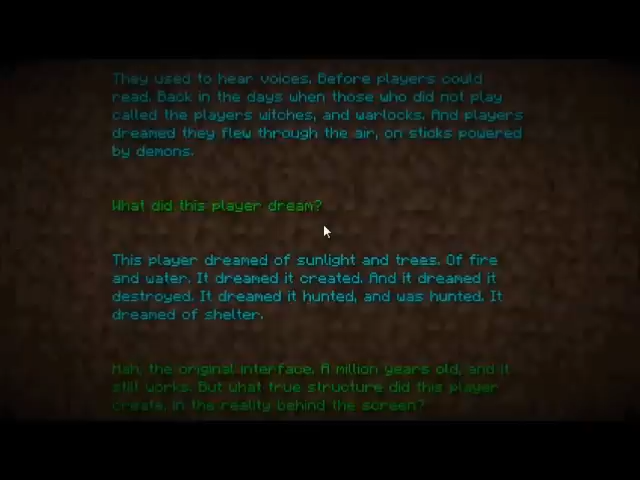 They used to hear voices. Before players could
read. Back in the days when those who did not play
called the players witches, and warlocks. And players
dreamed they flew through the air, on sticks powered
by demons.
What did this player dream?
This player dreamed of sunlight and trees. Of fire
and water. It dreamed it created. And it dreamed it
destroyed. It dreamed it hunted, and was hunted. It
dreamed of shelter.
Hah, the original interface. A million years old, and it
still works. But what true structure did this player
create, in the reality behind the screen?